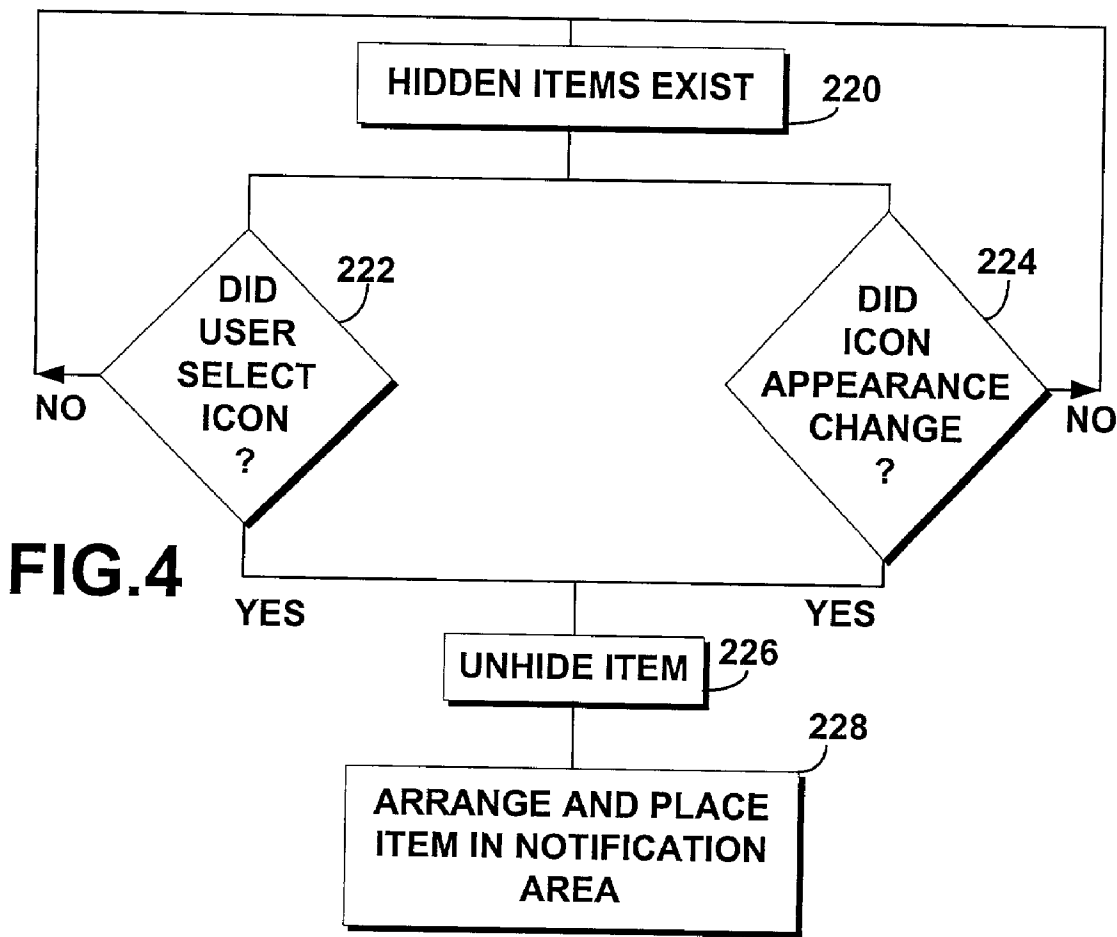 HIDDEN ITEMS EXIST
220
DID
USER
SELECT
ICON
?
222
NO
DID
ICON
APPEARANCE
CHANGE
?
224
NO
FIG.4
YES
YES
UNHIDE ITEM
226
228
ARRANGE AND PLACE
ITEM IN NOTIFICATION
AREA